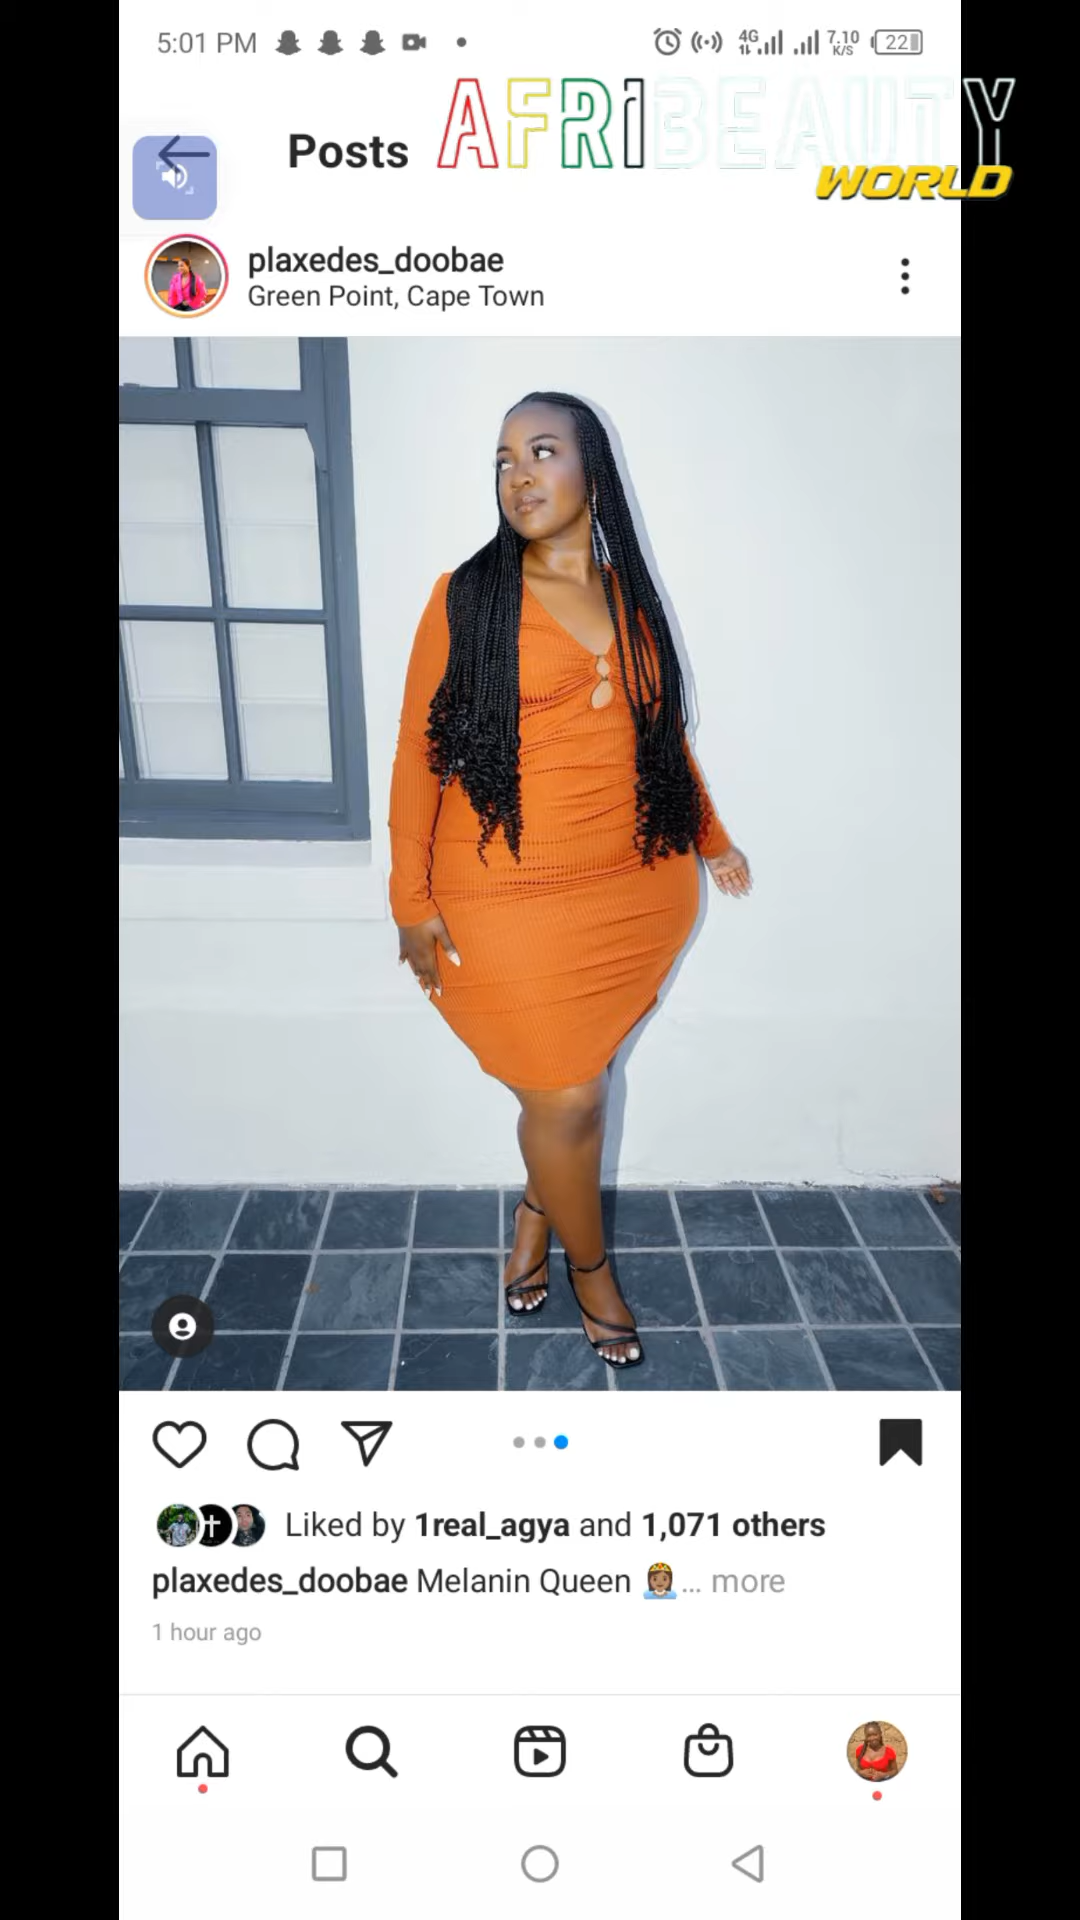 5:01 PM
4G
7.10
K/S
22
Posts
AFRIBEAUTY
WORLD
plaxedes_doobae
Green Point, Cape Town
Liked by 1real_agya and 1,071 others
plaxedes_doobae Melanin Queen 👸🏾... more
1 hour ago